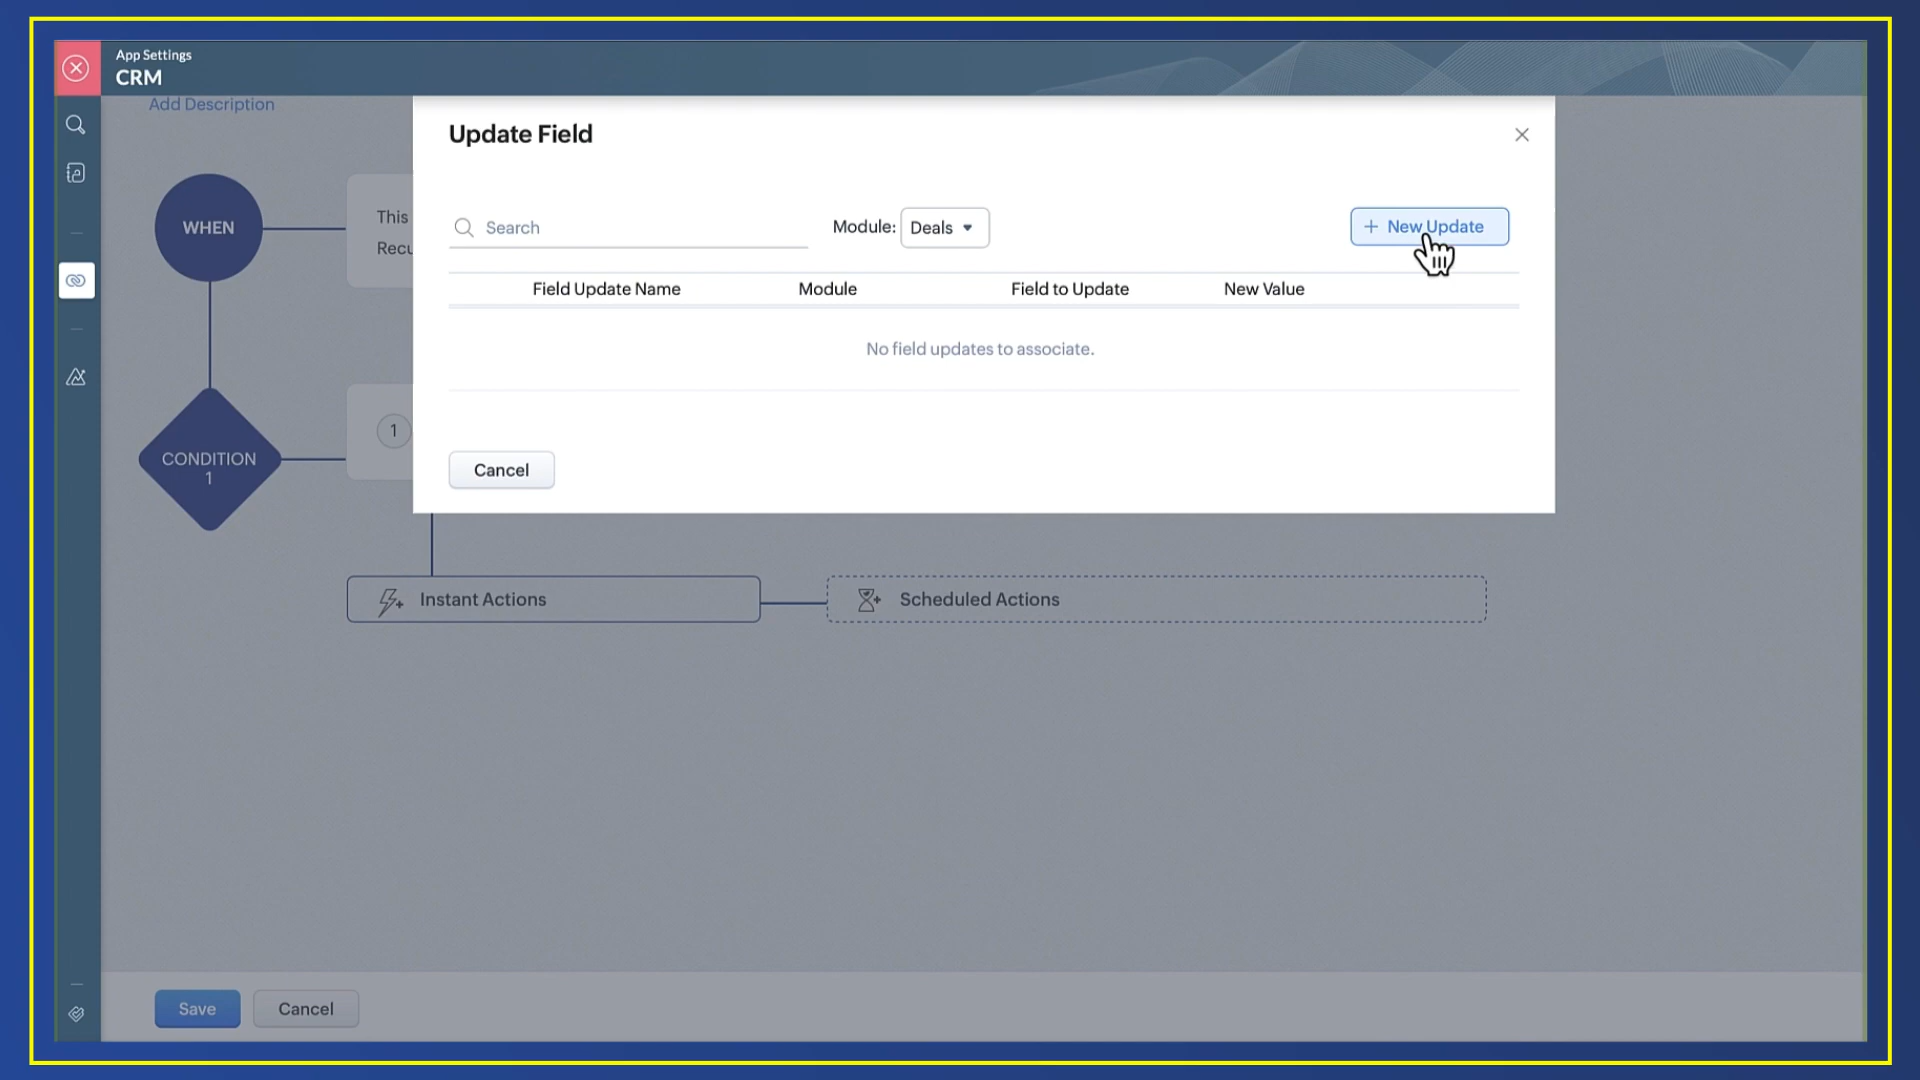 App Settings
CRM
Add Description
Update Field
WHEN
This
Recu
Search
Module: Deals
+ New Update
Field Update Name Module Field to Update New Value
No field updates to associate.
1
CONDITION
1
Cancel
Instant Actions
Scheduled Actions
Save
Cancel